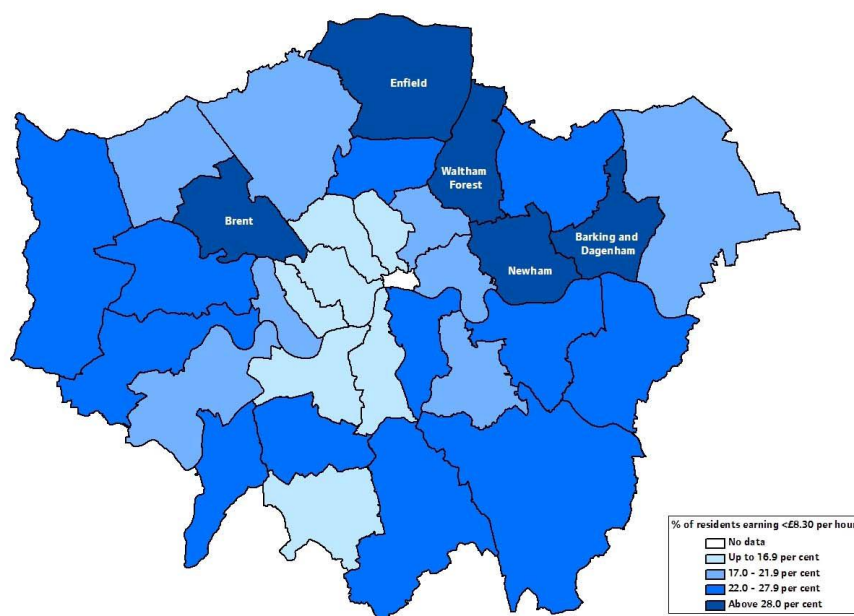 Enfield
Waltham
Forest
Brent
Barking and
Dagenham
Newham
% of residents earning <£8.30 per hour
No data
Up to 16.9 per cent
17.0 - 21.9 per cent
22.0 - 27.9 per cent
Above 28.0 per cent